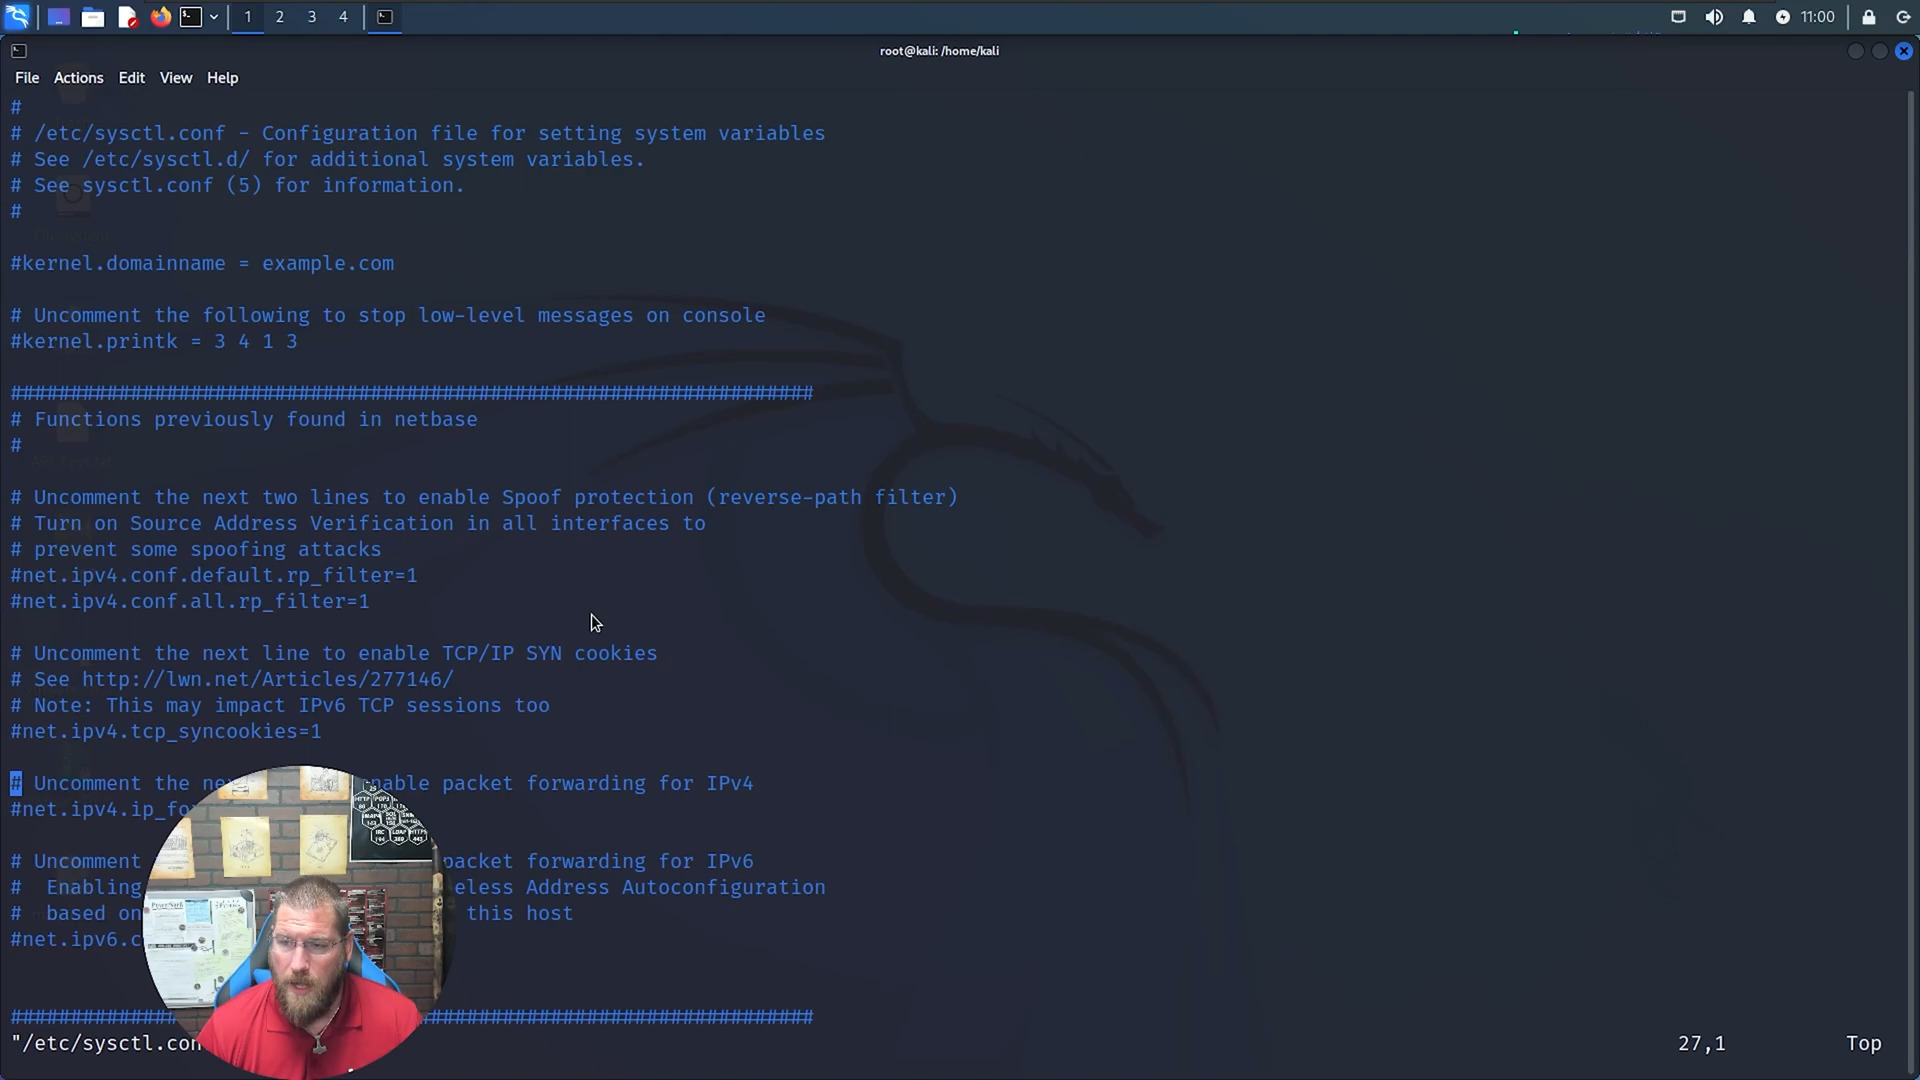 1 2 3 4
11:00
root@kali: /home/kali
File Actions Edit View Help
#
# /etc/sysctl.conf - Configuration file for setting system variables
# See /etc/sysctl.d/ for additional system variables.
# See sysctl.conf (5) for information.
#
#kernel.domainname = example.com
# Uncomment the following to stop low-level messages on console
#kernel.printk = 3 4 1 3
###################################################################
# Functions previously found in netbase
#
# Uncomment the next two lines to enable Spoof protection (reverse-path filter)
# Turn on Source Address Verification in all interfaces to
# prevent some spoofing attacks
#net.ipv4.conf.default.rp_filter=1
#net.ipv4.conf.all.rp_filter=1
# Uncomment the next line to enable TCP/IP SYN cookies
# See http://lwn.net/Articles/277146/
# Note: This may impact IPv6 TCP sessions too
#net.ipv4.tcp_syncookies=1
# Uncomment the ne nable packet forwarding for IPv4
#net.ipv4.ip_fo
# Uncomment packet forwarding for IPv6
#  Enabling eless Address Autoconfiguration
#  based on this host
#net.ipv6.c
###################################################################
"/etc/sysctl.con
27,1 Top